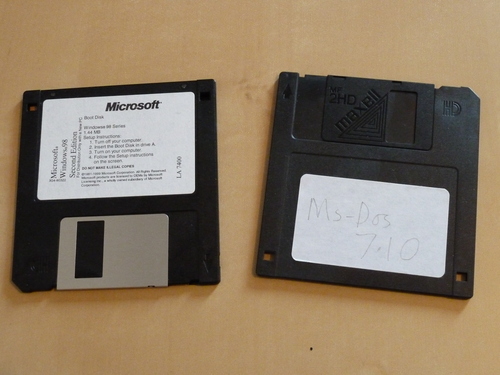 Microsoft
Boot Disk
Windows 98 Series
1.44 MB
Setup Instructions:
1. Turn off your computer.
2. Insert the Boot Disk in drive A.
3. Turn on your computer.
4. Follow the Setup instructions
on the screen.
DO NOT MAKE ILLEGAL COPIES
Microsoft
Windows98
Second Edition
LA 7400
maxell
HD
HD
Ms-Dos
7.10